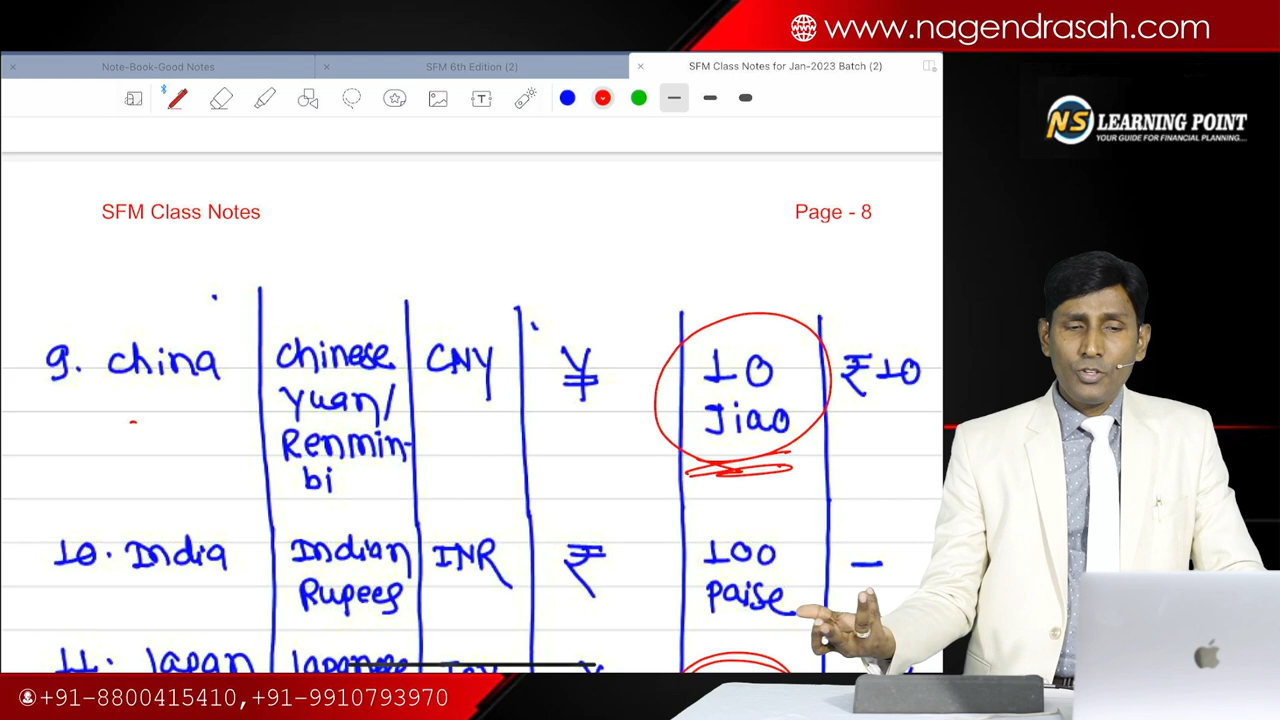 www.nagendrasah.com
Note-Book-Good Notes
SFM 6th Edition (2)
SFM Class Notes for Jan-2023 Batch (2)
NS LEARNING POINT
YOUR GUIDE FOR FINANCIAL PLANNING....
SFM Class Notes
Page - 8
9. China
Chinese
Yuan/
Renmin-
bi
CNY
¥
10
Jiao
₹10
10. India
Indian
Rupees
INR
₹
100
Paise
-
11. Japan
Japanese
+91-8800415410,+91-9910793970